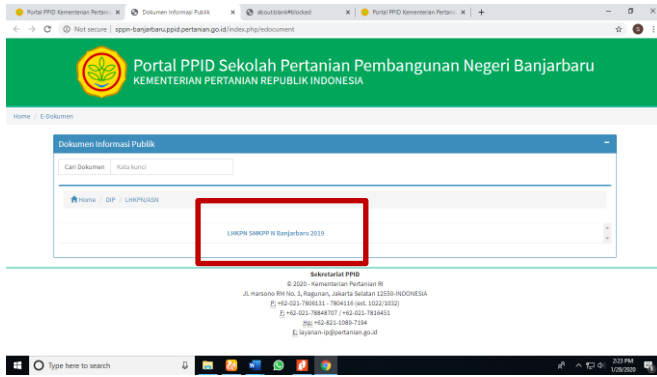 Portal PPID Kementerian Pertani
Dokumen Informasi Publik
about:blank#blocked
Portal PPID Kementerian Pertani
Not secure | sppn-banjarbaru.ppid.pertanian.go.id/index.php/edocument
S
Portal PPID Sekolah Pertanian Pembangunan Negeri Banjarbaru
KEMENTERIAN PERTANIAN REPUBLIK INDONESIA
Home / E-Dokumen
Dokumen Informasi Publik
Cari Dokumen Kata kunci
Home / DIP / LHKPN/ASN
LHKPN SMKPP N Banjarbaru 2019
Sekretariat PPID
© 2020 - Kementerian Pertanian RI
Jl. Harsono RM No. 3, Ragunan, Jakarta Selatan 12550-INDONESIA
P: +62-021-7806131 - 7804116 (ext. 1022/1032)
F: +62-021-78848707 / +62-021-7816451
Hp: +62-821-1089-7194
E: layanan-ip@pertanian.go.id
Type here to search
2:23 PM
1/28/2020